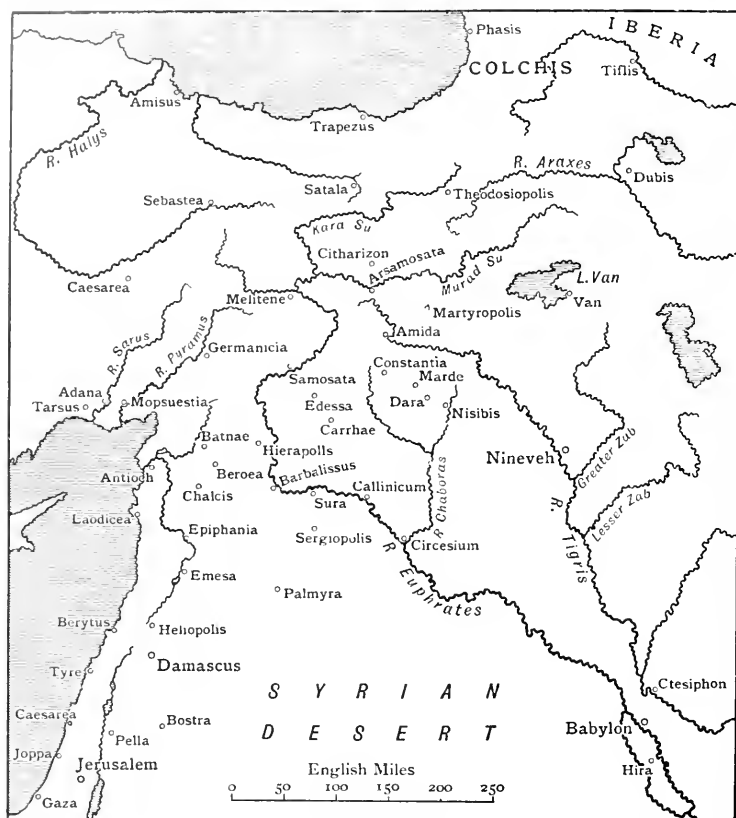 Phasis
IBERIA
COLCHIS
Tiflis
Amisus
Trapezus
R. Halys
R. Araxes
Dubis
Satala
Theodosiopolis
Sebastea
Kara Su
Citharizon
Arsamosata
Murad Su
L. Van
Van
Caesarea
Melitene
Martyropolis
Amida
R. Sarus
R. Pyramus
Germanicia
Constantia
Marde
Samosata
Adana
Tarsus
Mopsuestia
Edessa
Dara
Nisibis
Carrhae
Batnae
Hierapolls
Nineveh
Greater Zab
Antioch
Beroea
Barbalissus
Chalcis
Callinicum
R Chaboras
Sura
Lesser Zab
Laodicea
R. Tigris
Epiphania
Sergiopolis
Circesium
Emesa
R Euphrates
Palmyra
Berytus
Heliopolis
Damascus
Tyre
SYRIAN
Ctesiphon
Caesarea
Bostra
DESERT
Babylon
Pella
Joppa
Jerusalem
English Miles
Hira
0 50 100 150 200 250
Gaza